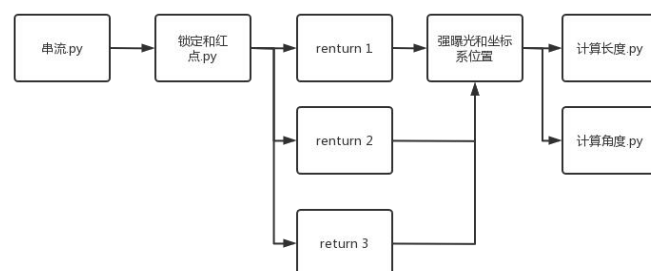 串流.py
锁定和红
点.py
renturn 1
强曝光和坐标
系位置
计算长度.py
renturn 2
计算角度.py
return 3